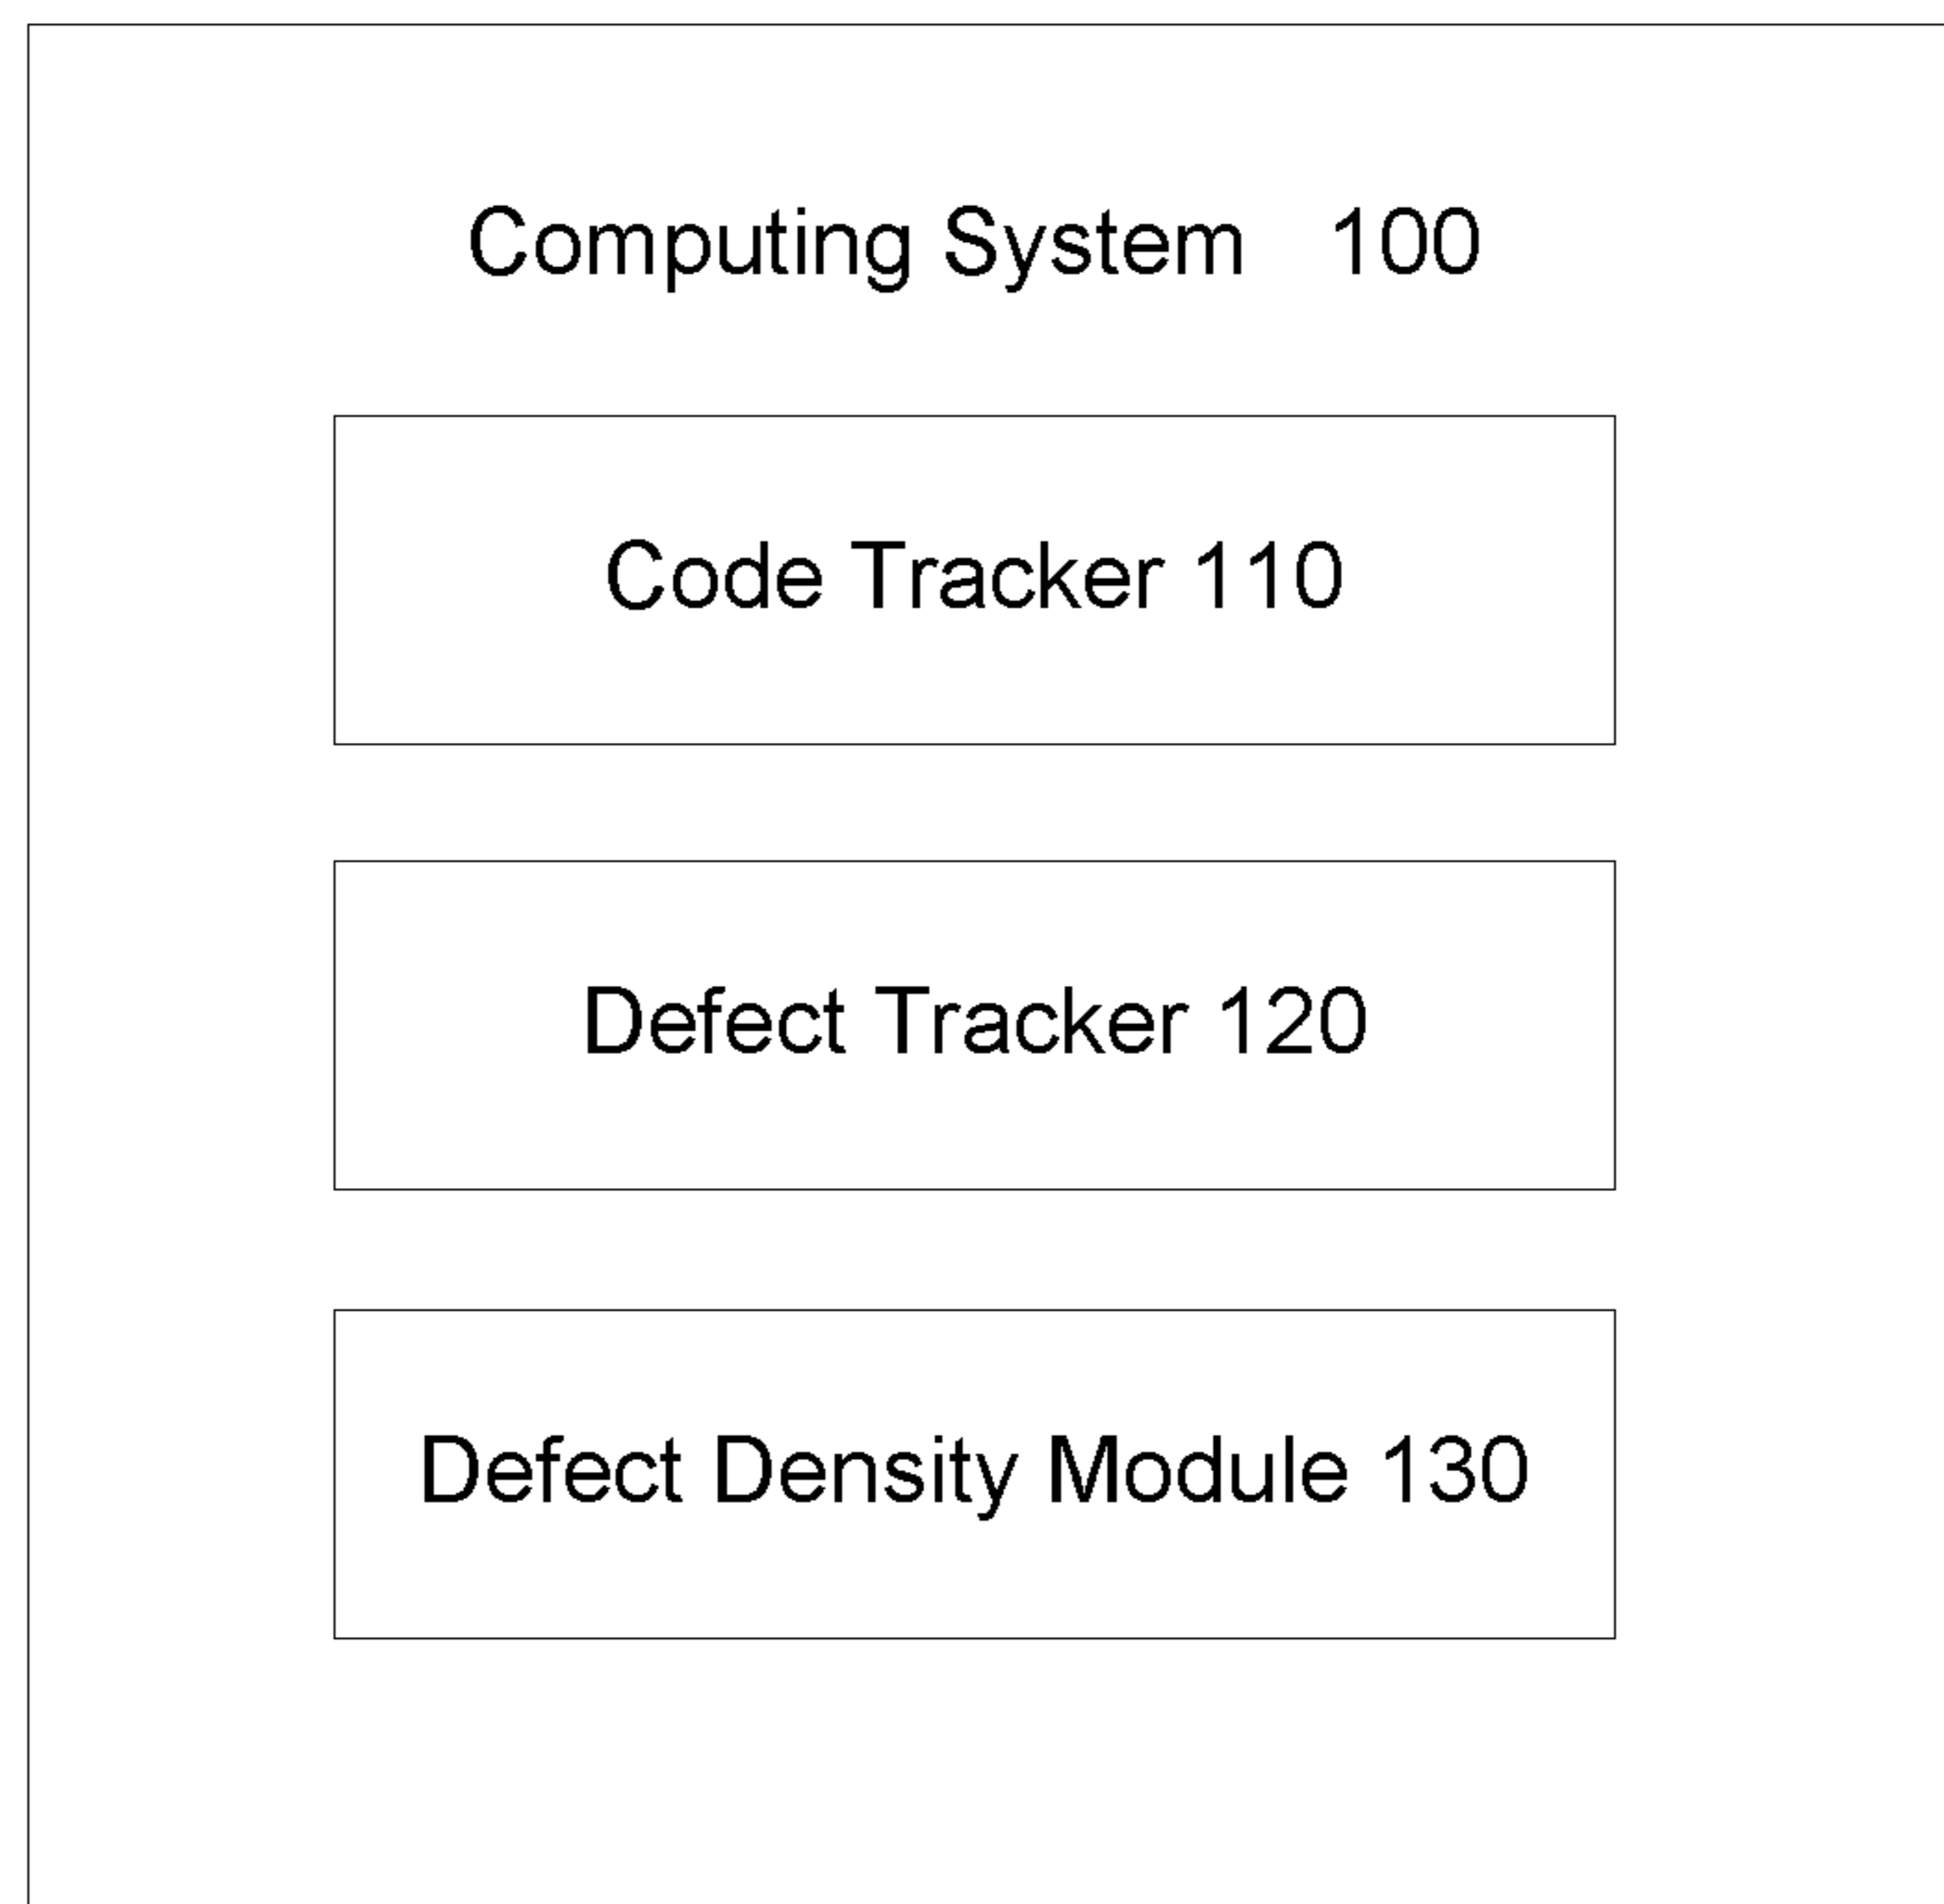 Computing System 100
Code Tracker 110
Defect Tracker 120
Defect Density Module 130